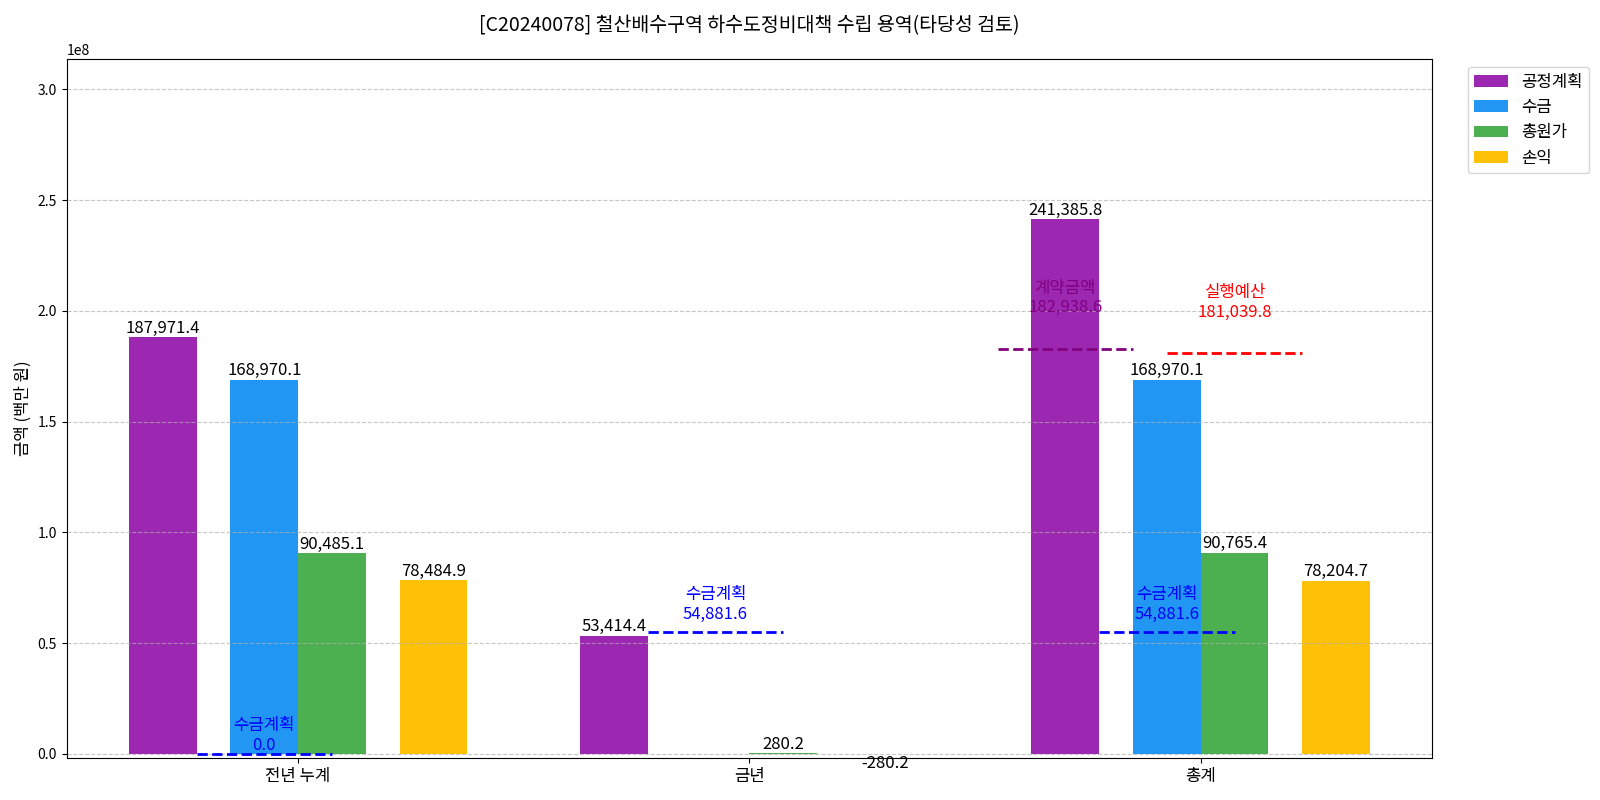 [C20240078] 철산배수구역 하수도정비대책 수립 용역(타당성 검토)
1e8
공정계획
수금
총원가
손익
3.0
2.5
2.0
1.5
1.0
0.5
0.0
금액 (백만 원)
187,971.4
168,970.1
90,485.1
78,484.9
수금계획
0.0
53,414.4
수금계획
54,881.6
280.2
-280.2
241,385.8
계약금액
182,938.6
실행예산
181,039.8
168,970.1
90,765.4
78,204.7
수금계획
54,881.6
전년 누계
금년
총계